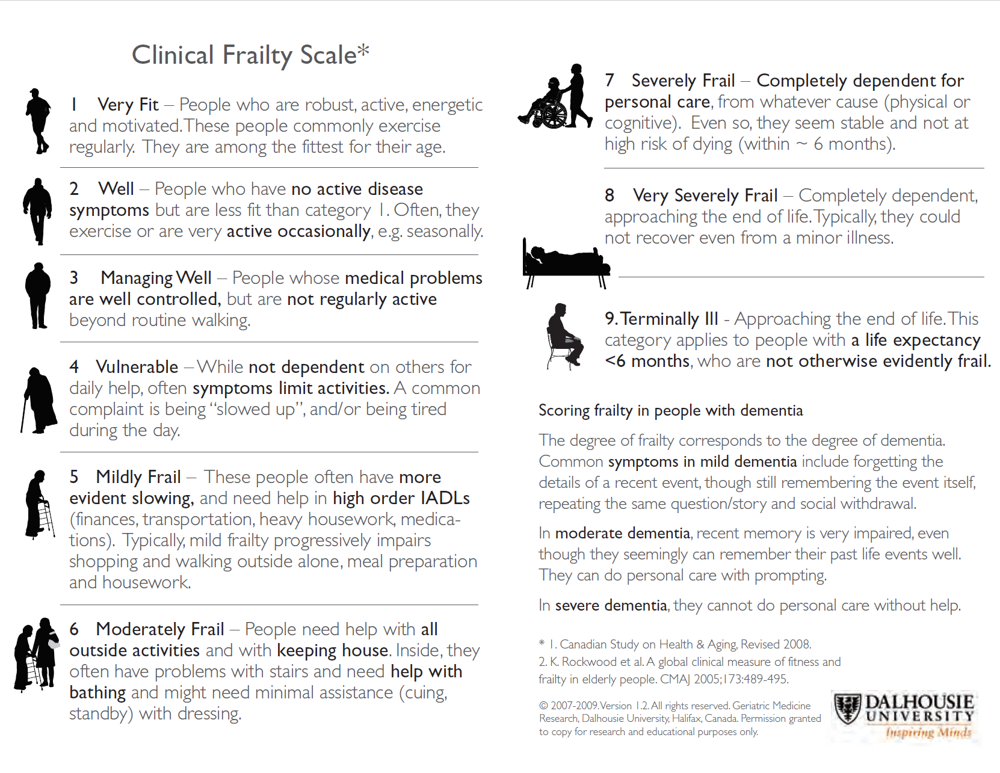 Clinical Frailty Scale*
1 Very Fit – People who are robust, active, energetic
and motivated. These people commonly exercise
regularly. They are among the fittest for their age.
2 Well – People who have no active disease
symptoms but are less fit than category 1. Often, they
exercise or are very active occasionally, e.g. seasonally.
3 Managing Well – People whose medical problems
are well controlled, but are not regularly active
beyond routine walking.
4 Vulnerable – While not dependent on others for
daily help, often symptoms limit activities. A common
complaint is being “slowed up”, and/or being tired
during the day.
5 Mildly Frail – These people often have more
evident slowing, and need help in high order IADLs
(finances, transportation, heavy housework, medica-
tions). Typically, mild frailty progressively impairs
shopping and walking outside alone, meal preparation
and housework.
6 Moderately Frail – People need help with all
outside activities and with keeping house. Inside, they
often have problems with stairs and need help with
bathing and might need minimal assistance (cuing,
standby) with dressing.
7 Severely Frail – Completely dependent for
personal care, from whatever cause (physical or
cognitive). Even so, they seem stable and not at
high risk of dying (within ~ 6 months).
8 Very Severely Frail – Completely dependent,
approaching the end of life. Typically, they could
not recover even from a minor illness.
9. Terminally Ill - Approaching the end of life. This
category applies to people with a life expectancy
<6 months, who are not otherwise evidently frail.
Scoring frailty in people with dementia
The degree of frailty corresponds to the degree of dementia.
Common symptoms in mild dementia include forgetting the
details of a recent event, though still remembering the event itself,
repeating the same question/story and social withdrawal.
In moderate dementia, recent memory is very impaired, even
though they seemingly can remember their past life events well.
They can do personal care with prompting.
In severe dementia, they cannot do personal care without help.
* 1. Canadian Study on Health & Aging, Revised 2008.
2. K. Rockwood et al. A global clinical measure of fitness and
frailty in elderly people. CMAJ 2005;173:489-495.
© 2007-2009. Version 1.2. All rights reserved. Geriatric Medicine
Research, Dalhousie University, Halifax, Canada. Permission granted
to copy for research and educational purposes only.
DALHOUSIE
UNIVERSITY
Inspiring Minds